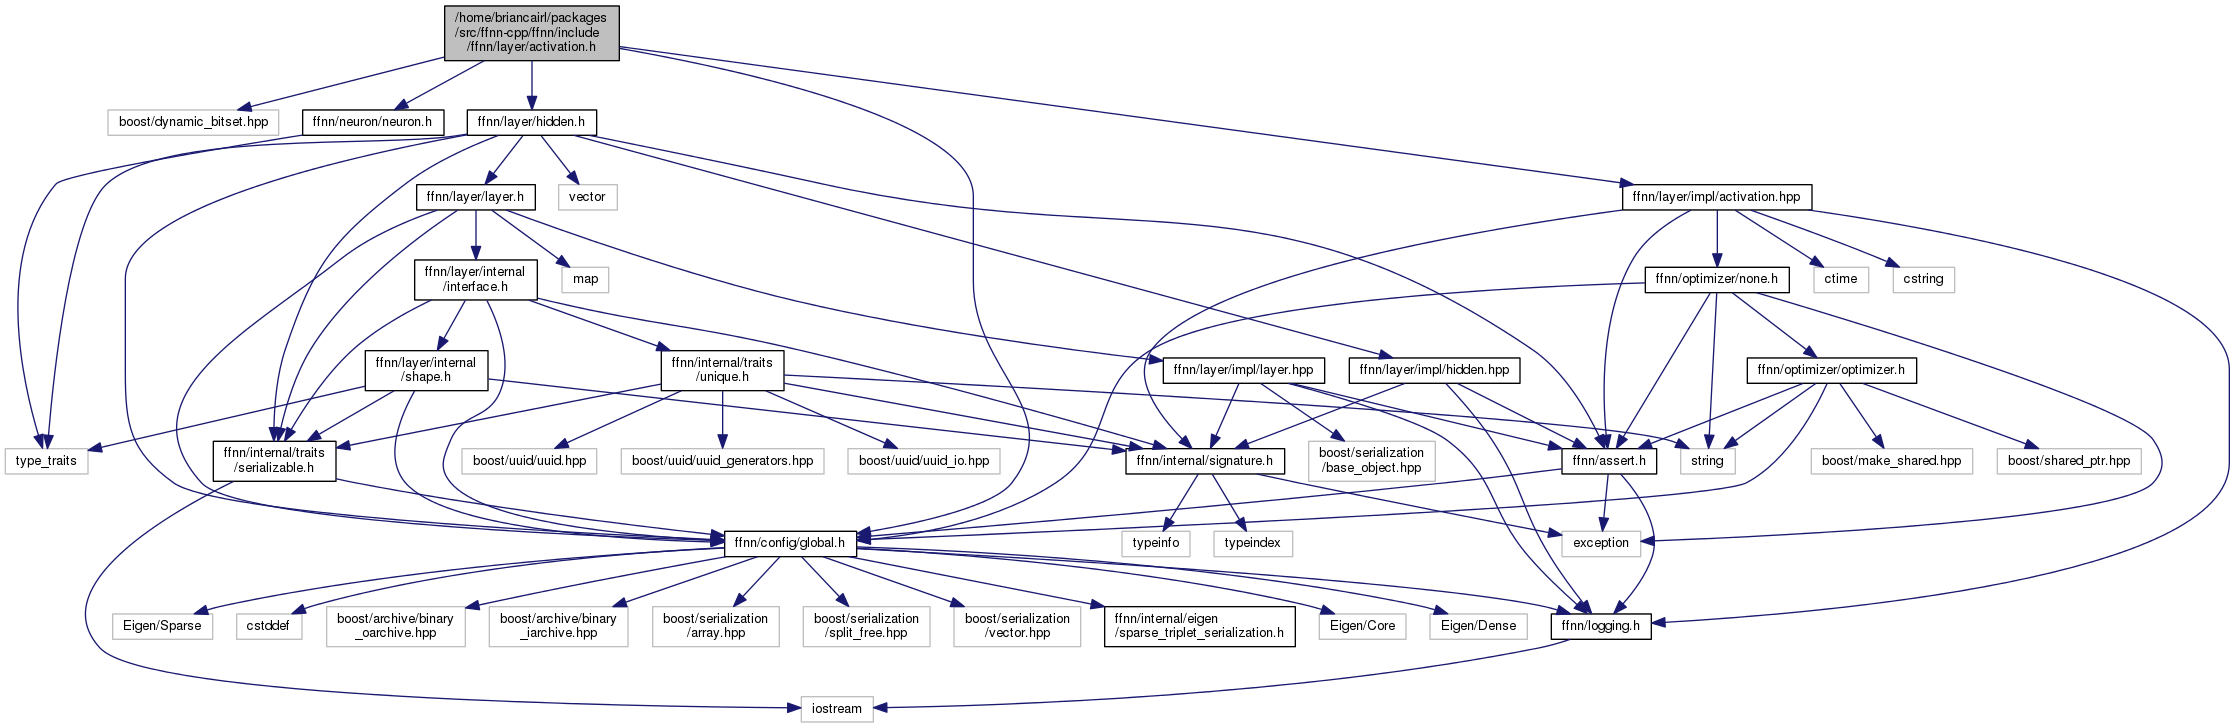 /home/briancairl/packages
/src/ffnn-cpp/ffnn/include
/ffnn/layer/activation.h
boost/dynamic_bitset.hpp
ffnn/neuron/neuron.h
ffnn/layer/hidden.h
ffnn/layer/layer.h
vector
ffnn/layer/impl/activation.hpp
ffnn/layer/internal
/interface.h
map
ffnn/optimizer/none.h
ctime
cstring
ffnn/layer/internal
/shape.h
ffnn/internal/traits
/unique.h
ffnn/layer/impl/layer.hpp
ffnn/layer/impl/hidden.hpp
ffnn/optimizer/optimizer.h
type_traits
ffnn/internal/traits
/serializable.h
boost/uuid/uuid.hpp
boost/uuid/uuid_generators.hpp
boost/uuid/uuid_io.hpp
ffnn/internal/signature.h
boost/serialization
/base_object.hpp
ffnn/assert.h
string
boost/make_shared.hpp
boost/shared_ptr.hpp
ffnn/config/global.h
typeinfo
typeindex
exception
Eigen/Sparse
cstddef
boost/archive/binary
_oarchive.hpp
boost/archive/binary
_iarchive.hpp
boost/serialization
/array.hpp
boost/serialization
/split_free.hpp
boost/serialization
/vector.hpp
ffnn/internal/eigen
/sparse_triplet_serialization.h
Eigen/Core
Eigen/Dense
ffnn/logging.h
iostream